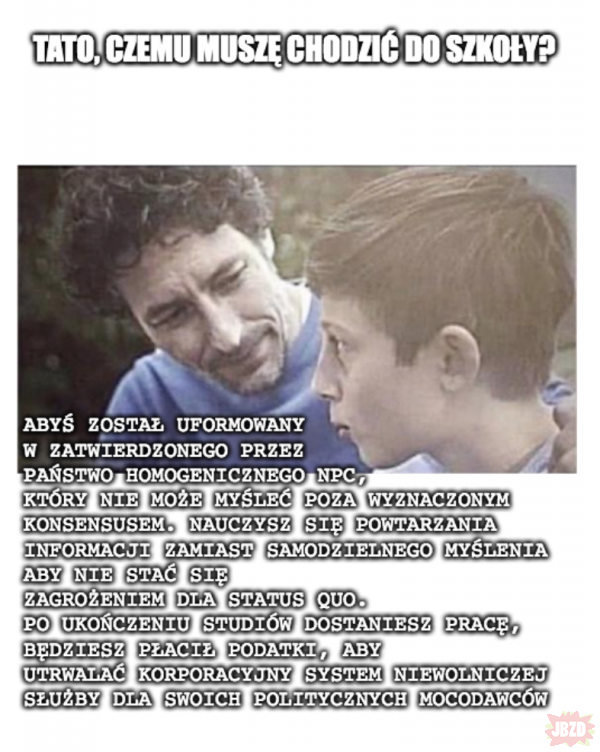 TATO, CZEMU MUSZĘ CHODZIĆ DO SZKOŁY?
ABYŚ ZOSTAŁ UFORMOWANY
W ZATWIERDZONEGO PRZEZ
PAŃSTWO HOMOGENICZNEGO NPC,
KTÓRY NIE MOŻE MYŚLEĆ POZA WYZNACZONYM
KONSENSUSEM. NAUCZYSZ SIĘ POWTARZANIA
INFORMACJI ZAMIAST SAMODZIELNEGO MYŚLENIA
ABY NIE STAĆ SIĘ
ZAGROŻENIEM DLA STATUS QUO.
PO UKOŃCZENIU STUDIÓW DOSTANIESZ PRACĘ,
BĘDZIESZ PŁACIŁ PODATKI, ABY
UTRWALAĆ KORPORACYJNY SYSTEM NIEWOLNICZEJ
SŁUŻBY DLA SWOICH POLITYCZNYCH MOCODAWCÓW
JBZD